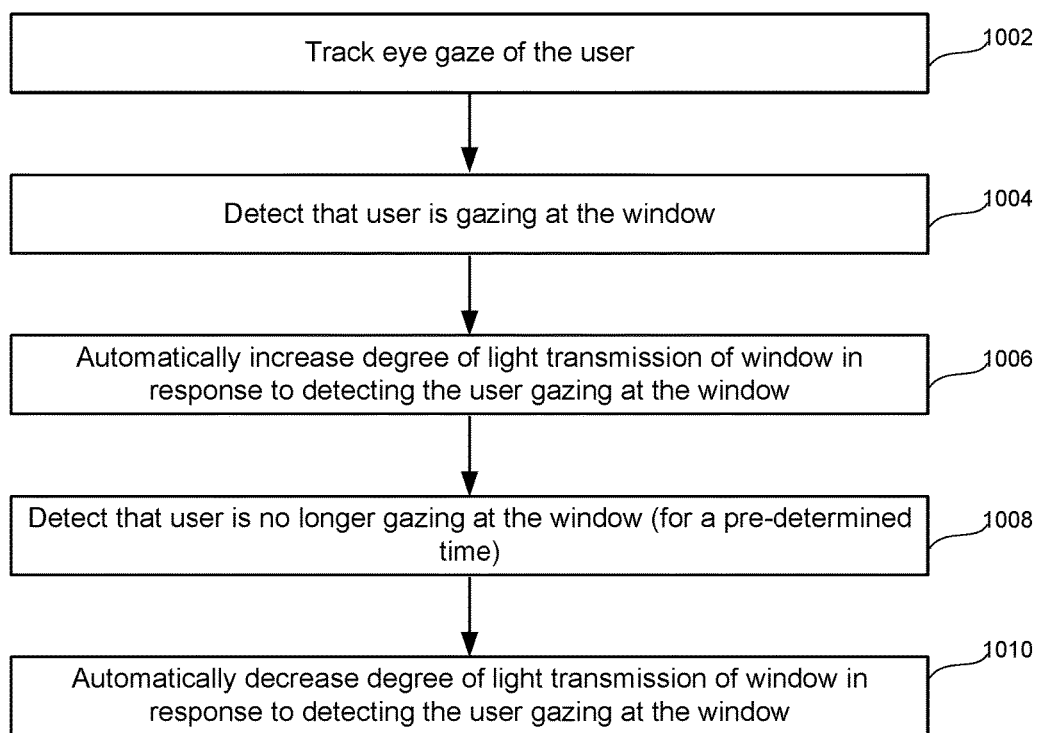 Track eye gaze of the user
1002
Detect that user is gazing at the window
1004
Automatically increase degree of light transmission of window in
response to detecting the user gazing at the window
1006
Detect that user is no longer gazing at the window (for a pre-determined
time)
1008
Automatically decrease degree of light transmission of window in
response to detecting the user gazing at the window
1010